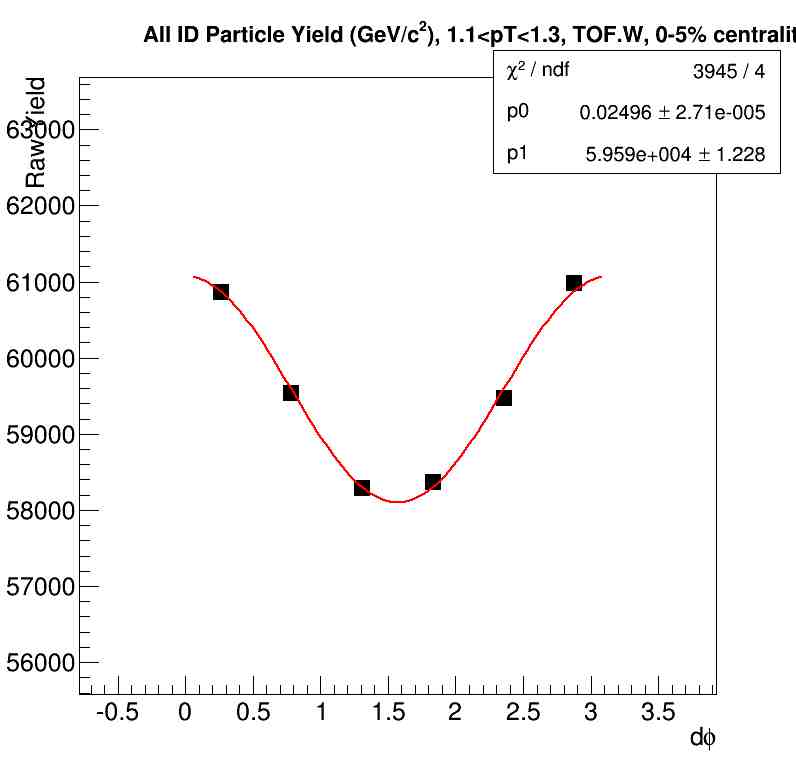 All ID Particle Yield (GeV/c²), 1.1<pT<1.3, TOF.W, 0-5% centralit
χ² / ndf 3945 / 4
p0 0.02496 ± 2.71e-005
p1 5.959e+004 ± 1.228
Raw Yield
63000
62000
61000
60000
59000
58000
57000
56000
-0.5 0 0.5 1 1.5 2 2.5 3 3.5
dϕ